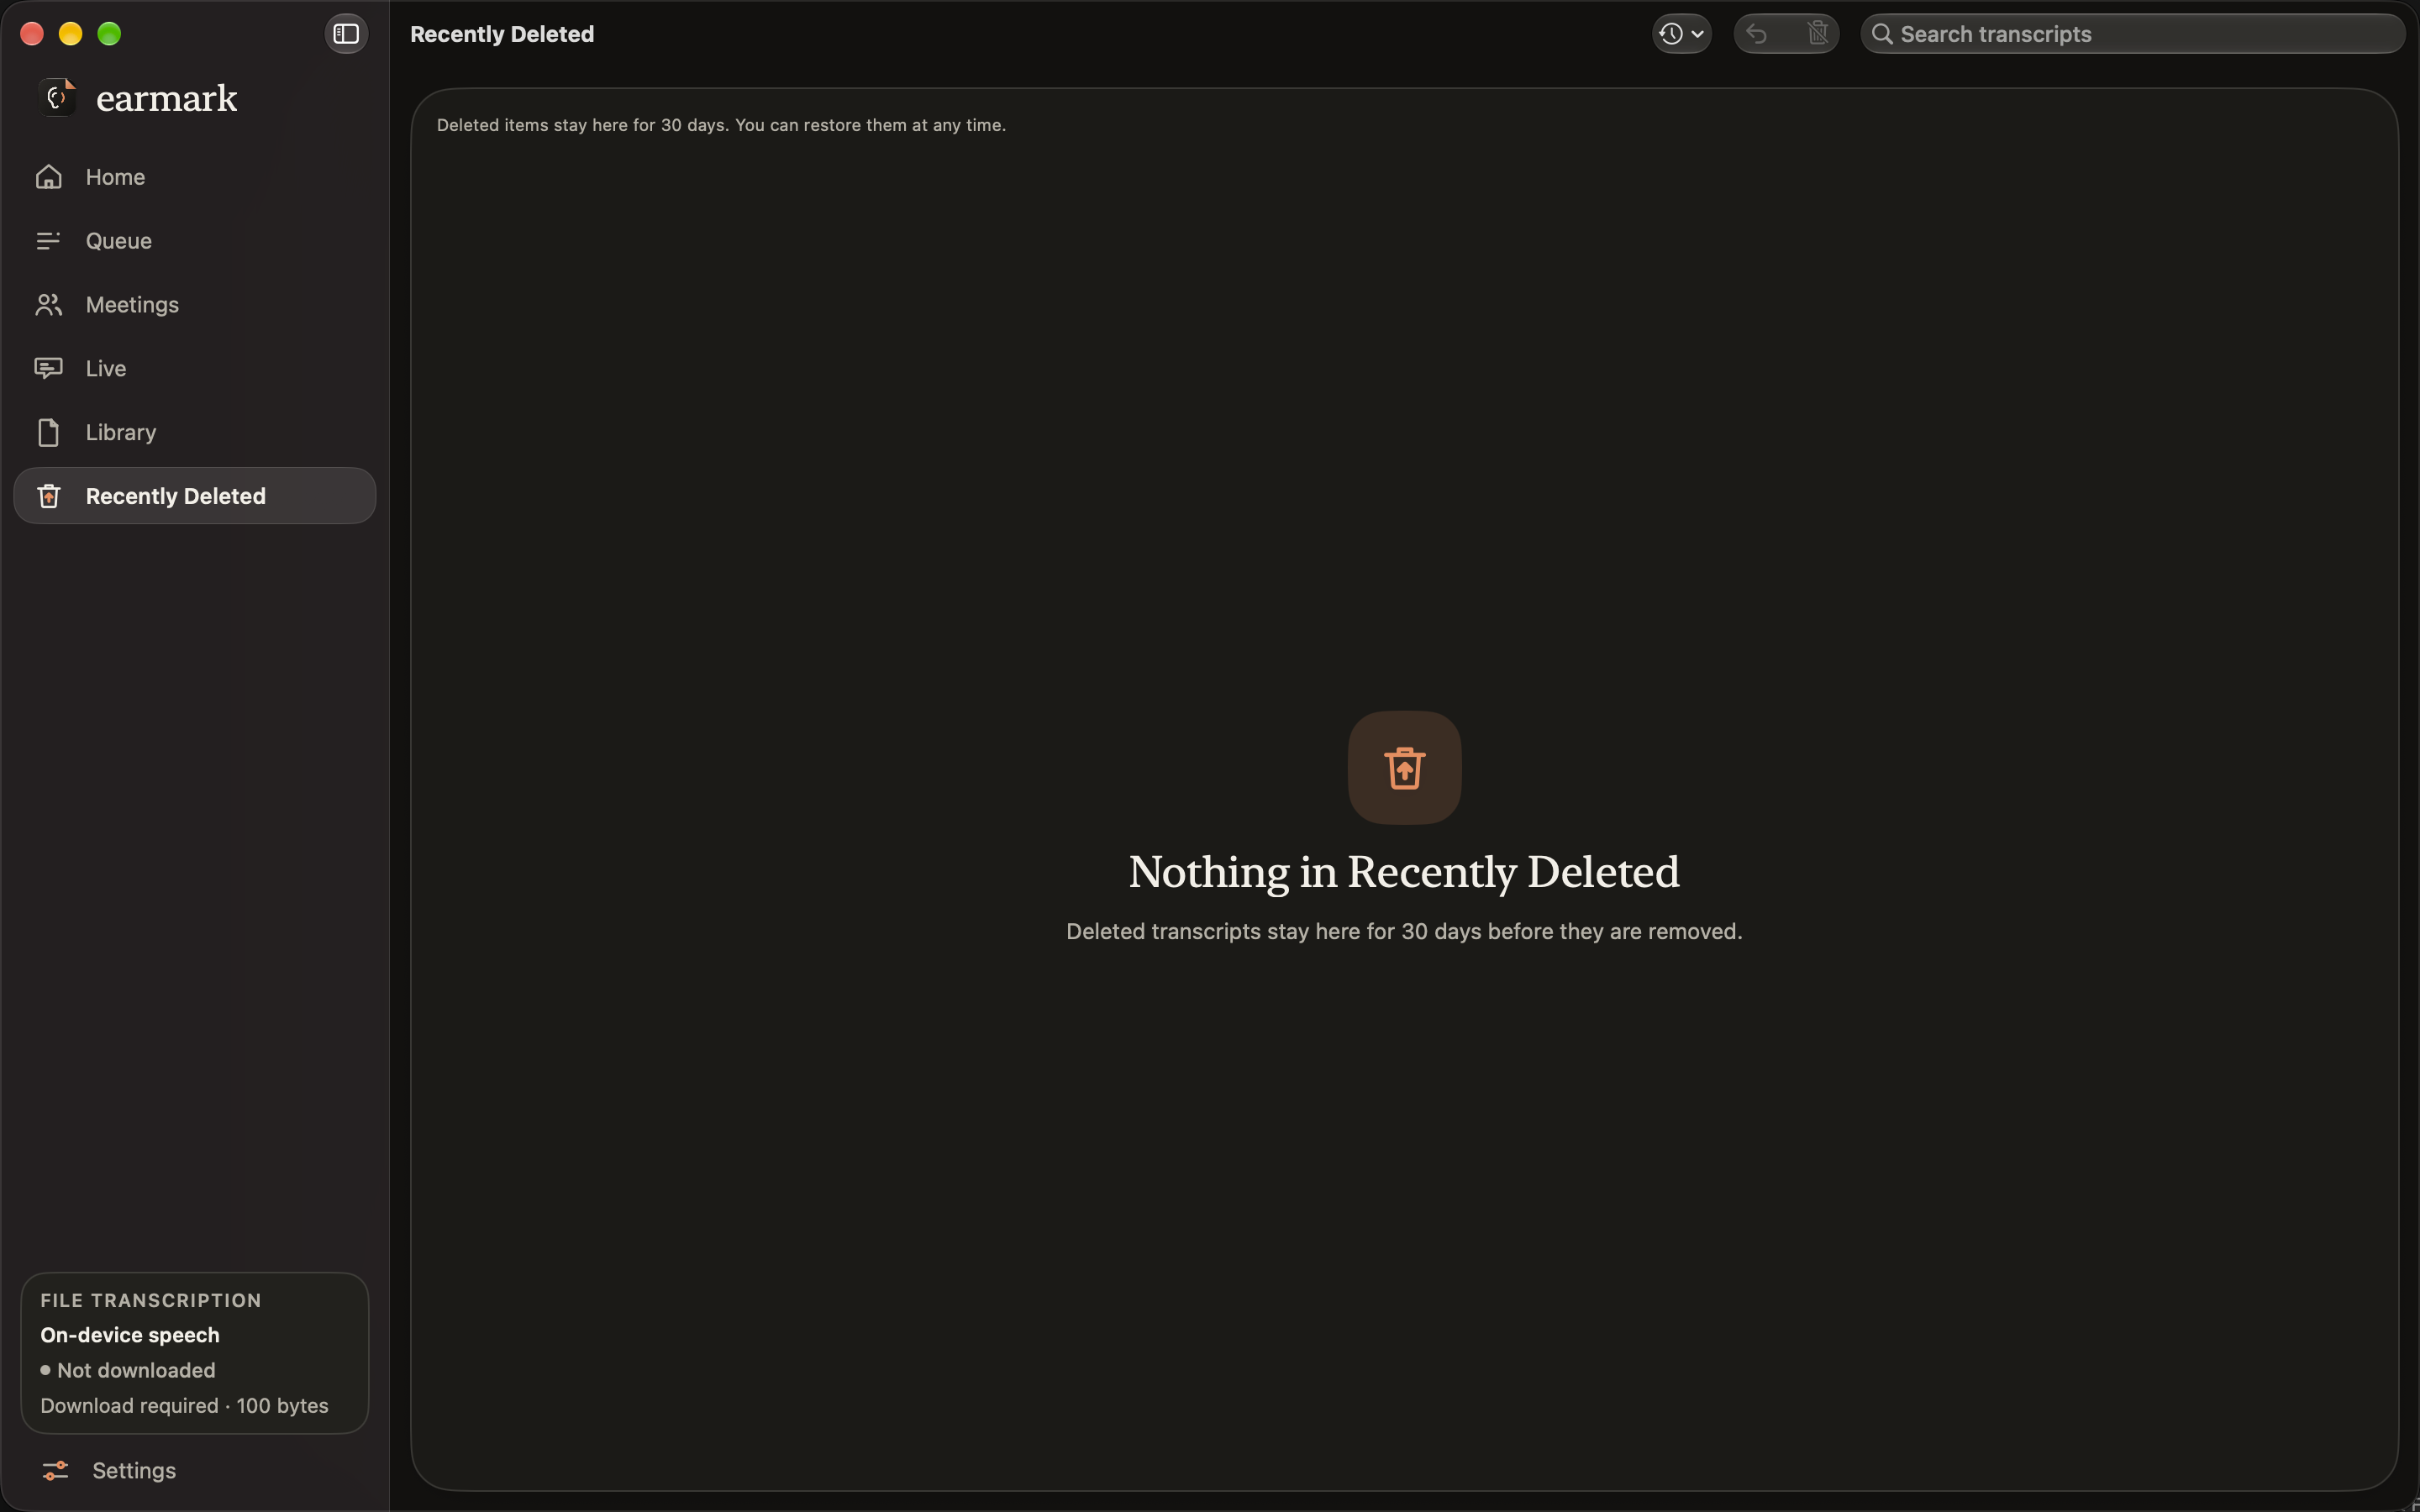 Recently Deleted
Search transcripts
earmark
Home
Queue
Meetings
Live
Library
Recently Deleted
FILE TRANSCRIPTION
On-device speech
Not downloaded
Download required · 100 bytes
Settings
Deleted items stay here for 30 days. You can restore them at any time.
Nothing in Recently Deleted
Deleted transcripts stay here for 30 days before they are removed.